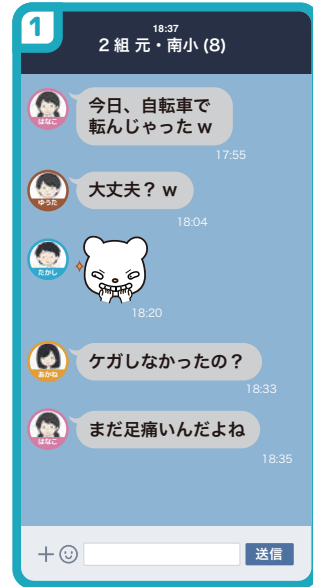 1
18:37
2 組 元・南小 (8)
今日、自転車で
転んじゃった w
はなこ
17:55
大丈夫？ w
ゆうた
18:04
たかし
18:20
ケガしなかったの？
あかね
18:33
まだ足痛いんだよね
はなこ
18:35
送信